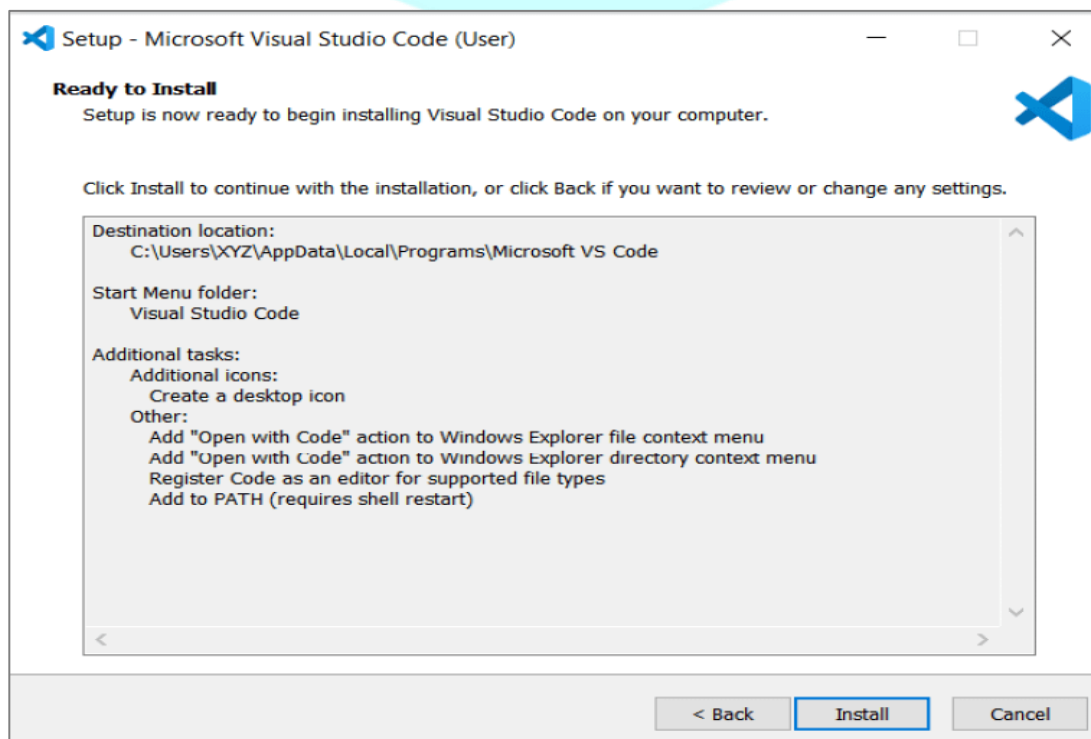 Setup - Microsoft Visual Studio Code (User)
Ready to Install
Setup is now ready to begin installing Visual Studio Code on your computer.
Click Install to continue with the installation, or click Back if you want to review or change any settings.
Destination location:
C:\Users\XYZ\AppData\Local\Programs\Microsoft VS Code
Start Menu folder:
Visual Studio Code
Additional tasks:
Additional icons:
Create a desktop icon
Other:
Add "Open with Code" action to Windows Explorer file context menu
Add "Open with Code" action to Windows Explorer directory context menu
Register Code as an editor for supported file types
Add to PATH (requires shell restart)
< Back Install Cancel